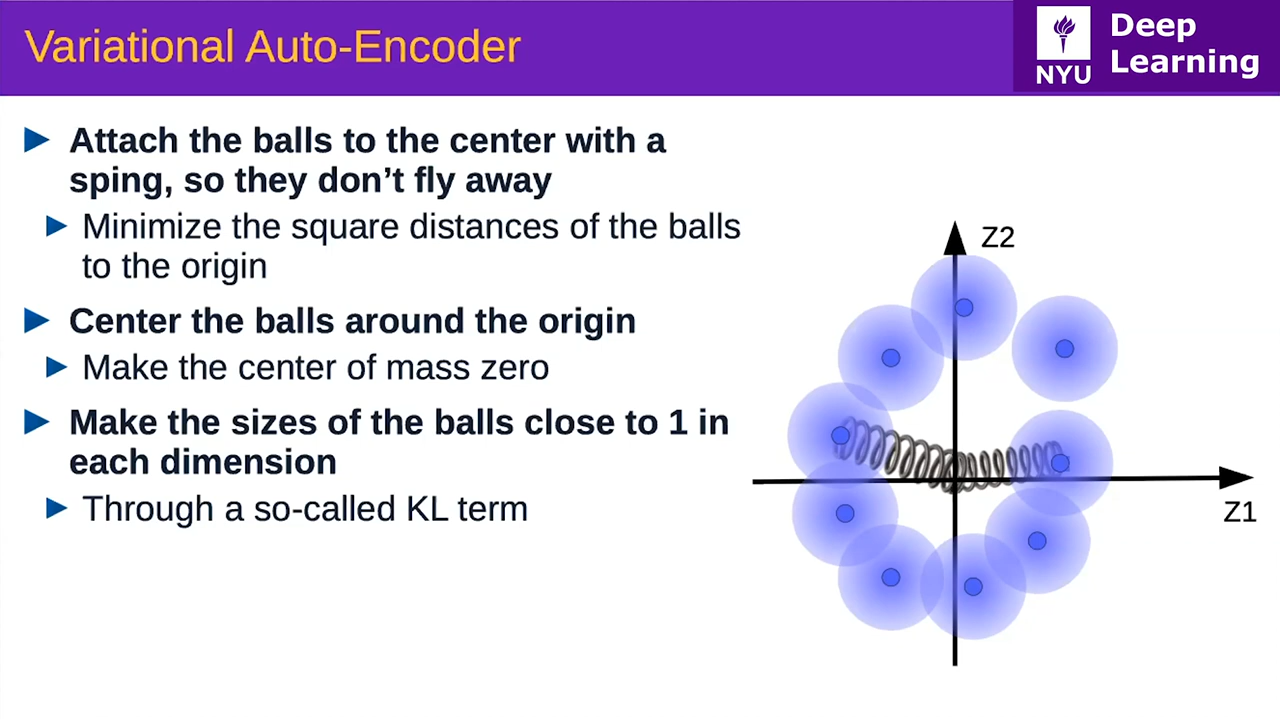 Variational Auto-Encoder
NYU
Deep
Learning
Attach the balls to the center with a
sping, so they don’t fly away
Minimize the square distances of the balls
to the origin
Center the balls around the origin
Make the center of mass zero
Make the sizes of the balls close to 1 in
each dimension
Through a so-called KL term
Z2
Z1